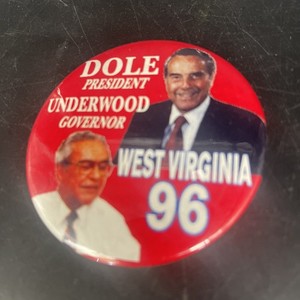 DOLE
PRESIDENT
UNDERWOOD
GOVERNOR
WEST VIRGINIA
96